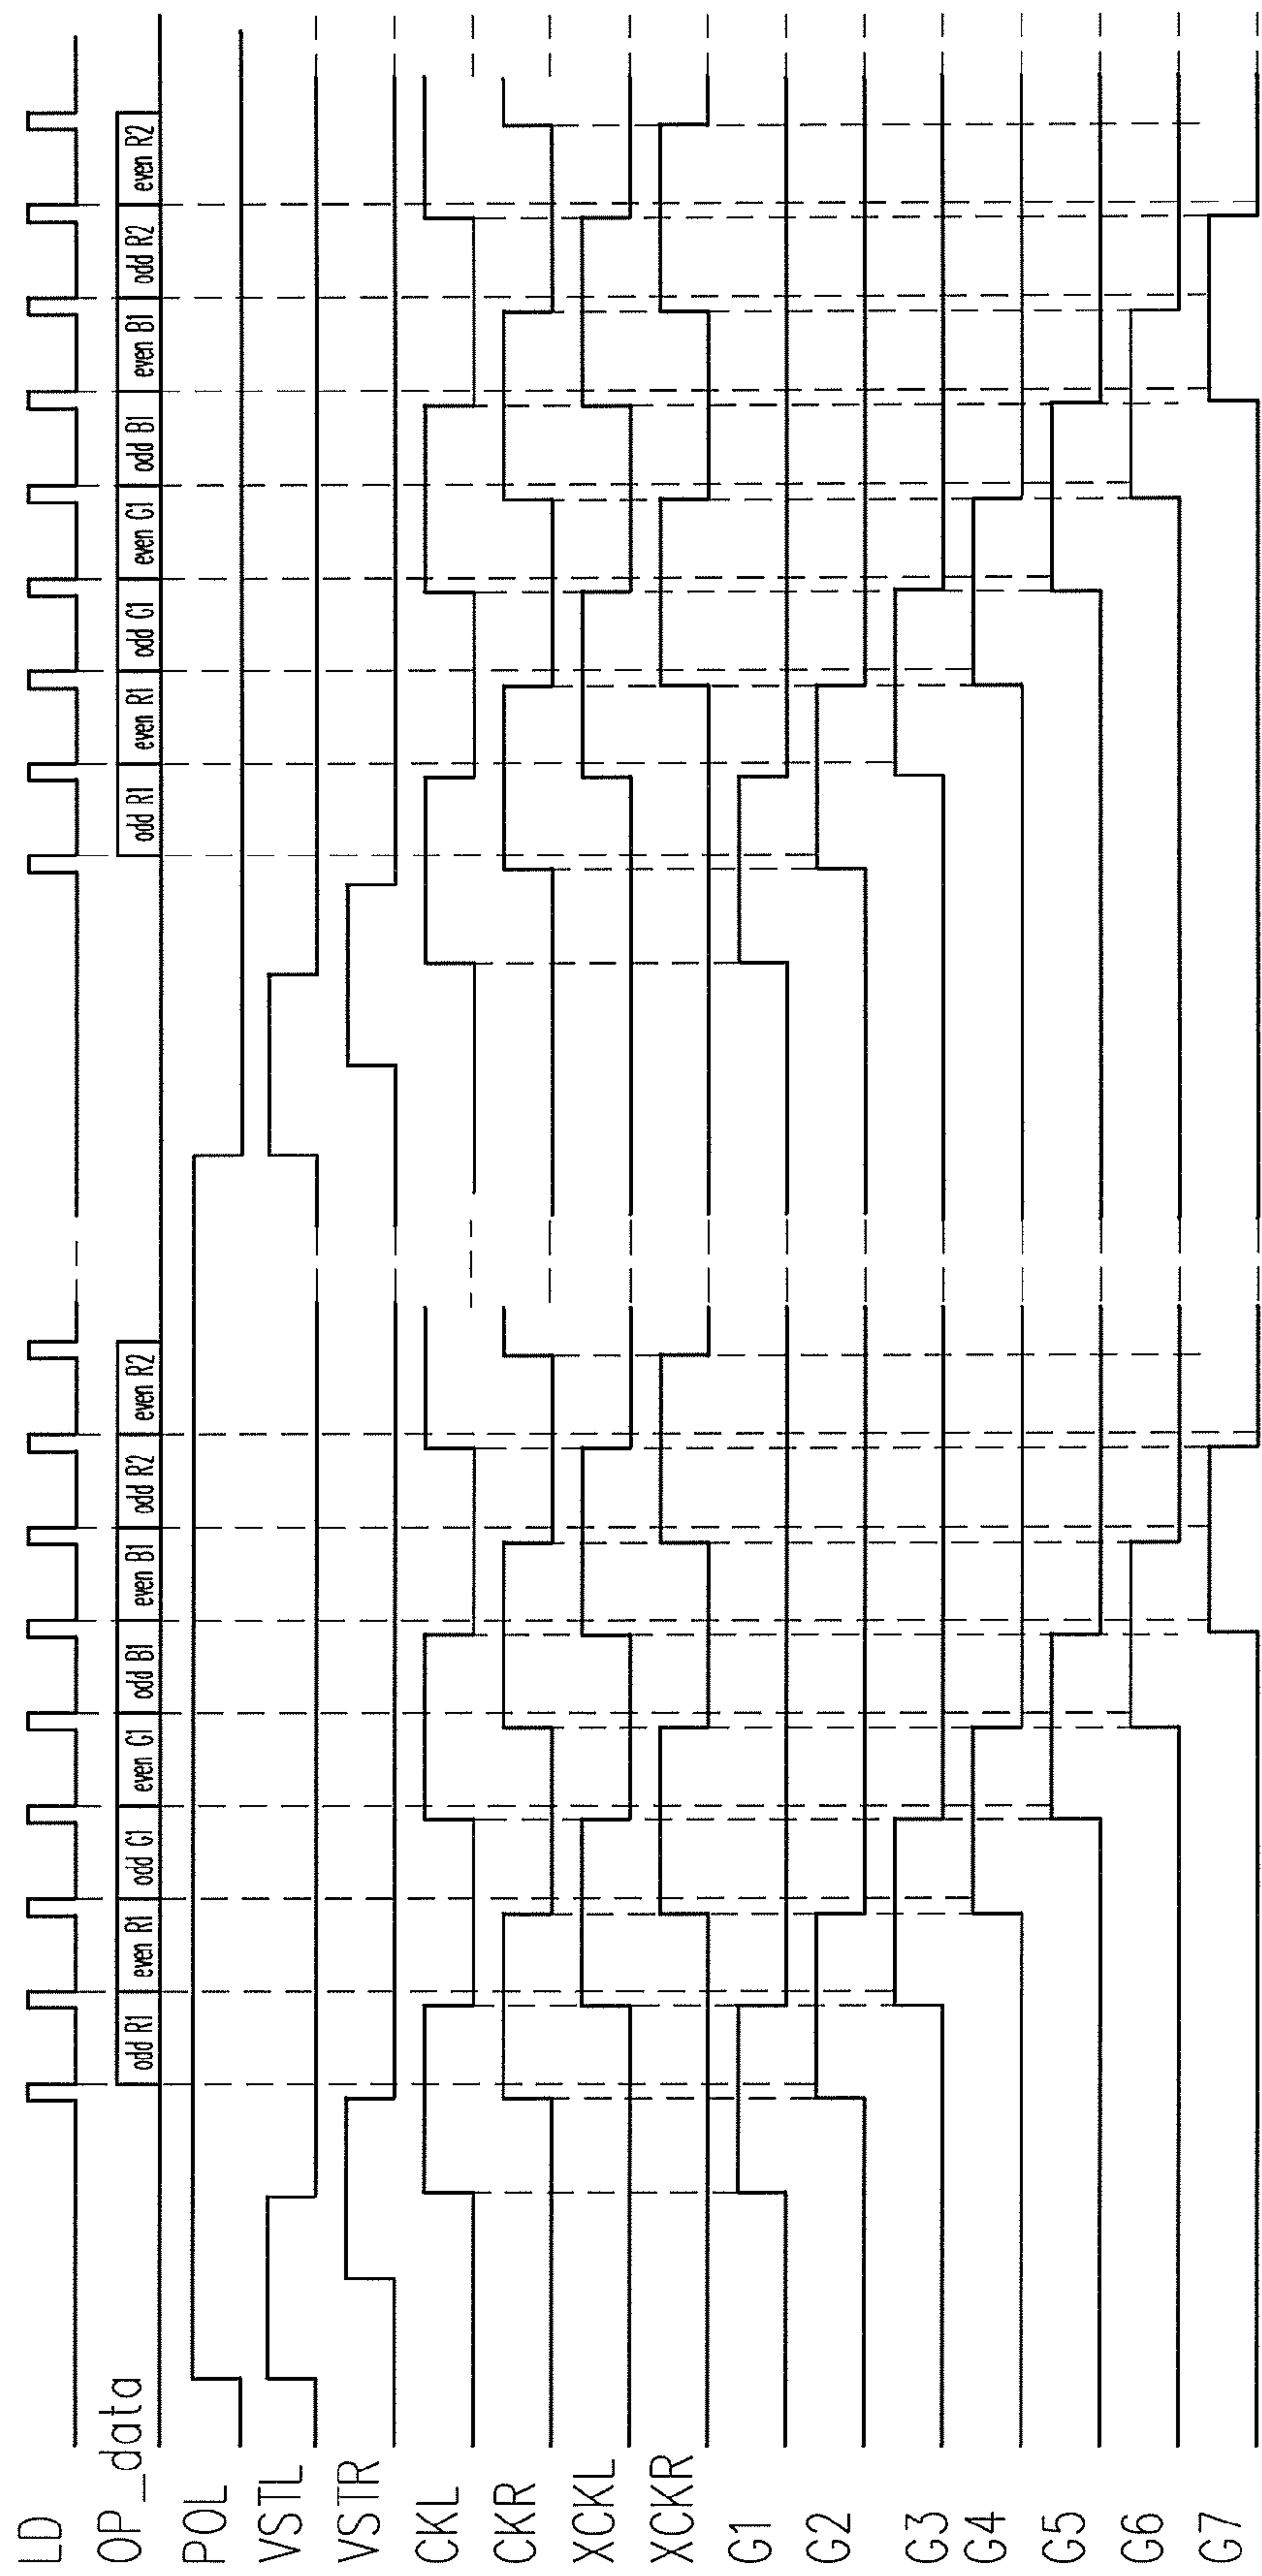 LD
OP_data
odd R1
even R1
odd G1
even G1
odd B1
even B1
odd R2
even R2
odd R1
even R1
odd G1
even G1
odd B1
even B1
odd R2
even R2
POL
VSTL
VSTR
CKL
CKR
XCKL
XCKR
G1
G2
G3
G4
G5
G6
G7